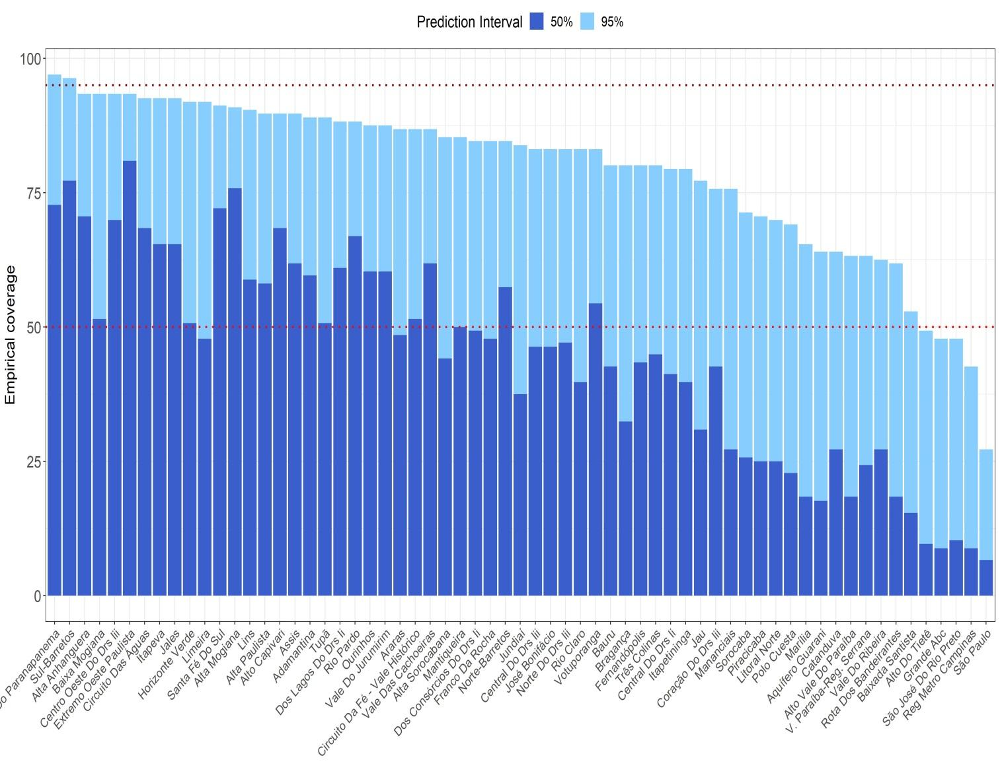 Prediction Interval 50% 95%
Empirical coverage
100
75
50
25
0
do Paranapanema
Sul-Barretos
Alta Anhanguera
Baixa Mogiana
Centro Oeste Do Drs Iii
Extremo Oeste Paulista
Circuito Das Águas
Itapeva
Jales
Horizonte Verde
Limeira
Santa Fé Do Sul
Alta Mogiana
Lins
Alta Paulista
Alto Capivari
Assis
Adamantina
Tupã
Dos Lagos Do Drs Ii
Rio Pardo
Ourinhos
Vale Do Jurumirim
Araras
Circuito Da Fé - Vale Histórico
Vale Das Cachoeiras
Alta Sorocabana
Mantiqueira
Dos Consórcios Do Drs Ii
Franco Da Rocha
Norte-Barretos
Jundiaí
Central Do Drs Iii
José Bonifácio
Norte Do Drs Iii
Rio Claro
Votuporanga
Bauru
Bragança
Fernandópolis
Três Colinas
Central Do Drs Ii
Itapetininga
Jau
Coração Do Drs Iii
Mananciais
Sorocaba
Piracicaba
Litoral Norte
Polo Cuesta
Marília
Aquífero Guarani
Catanduva
Alto Vale Do Paraíba
V. Paraíba-Reg. Serrana
Vale Do Ribeira
Rota Dos Bandeirantes
Baixada Santista
Alto Do Tietê
Grande Abc
São José Do Rio Preto
Reg Metro Campinas
São Paulo